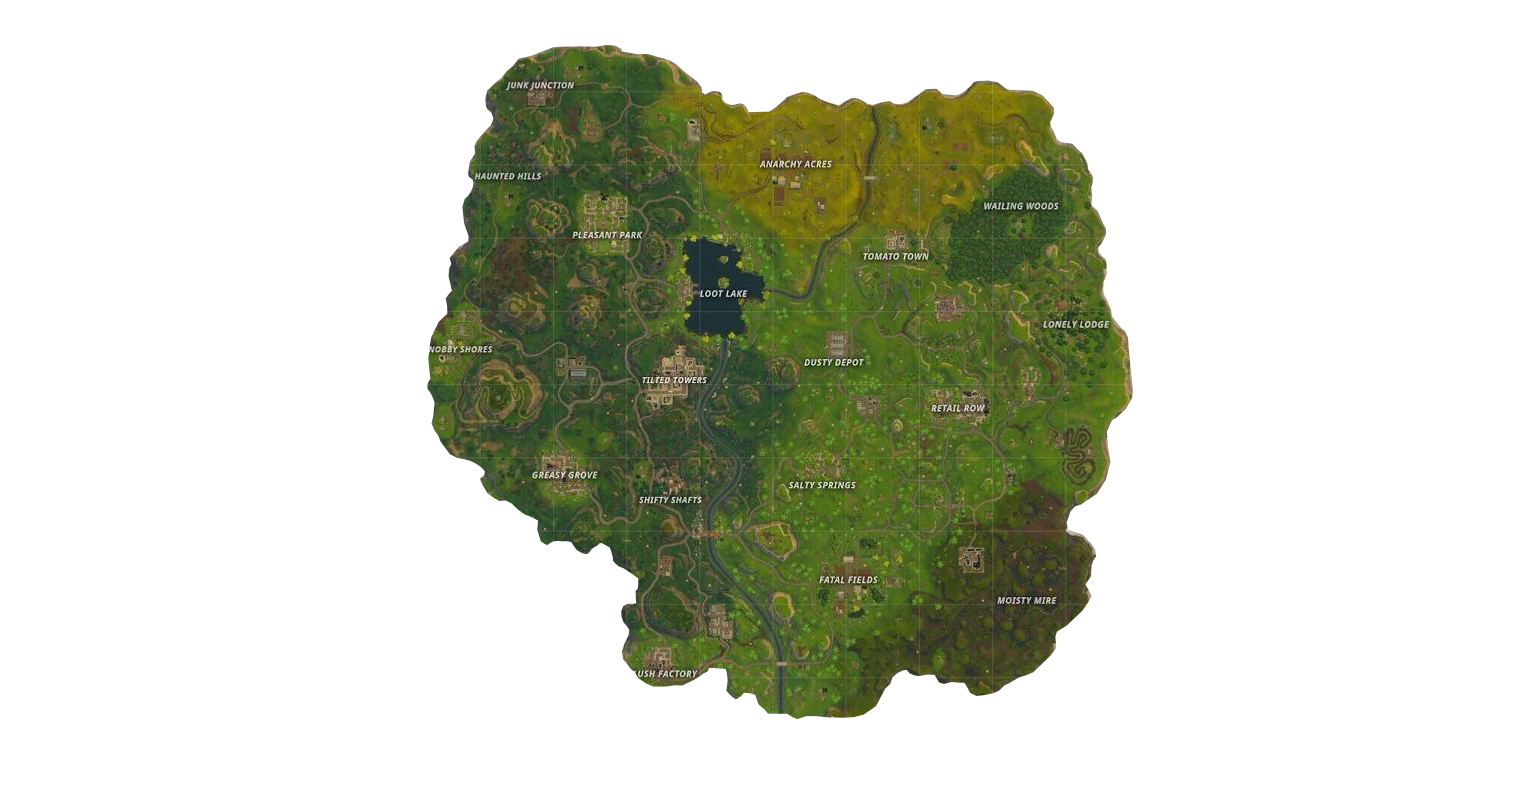 JUNK JUNCTION
ANARCHY ACRES
HAUNTED HILLS
WAILING WOODS
PLEASANT PARK
TOMATO TOWN
LOOT LAKE
LONELY LODGE
NOBBY SHORES
DUSTY DEPOT
TILTED TOWERS
RETAIL ROW
GREASY GROVE
SALTY SPRINGS
SHIFTY SHAFTS
FATAL FIELDS
MOISTY MIRE
LUSH FACTORY